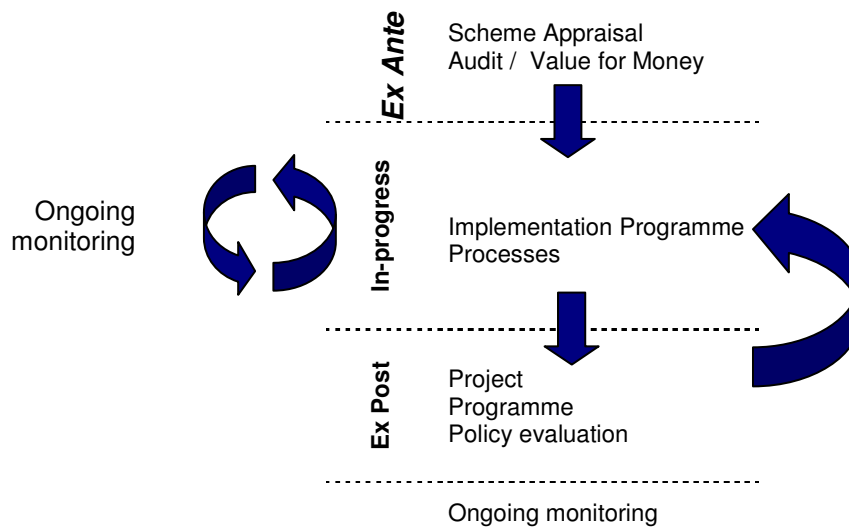 Ex Ante
Scheme Appraisal
Audit / Value for Money
Ongoing
monitoring
In-progress
Implementation Programme
Processes
Ex Post
Project
Programme
Policy evaluation
Ongoing monitoring